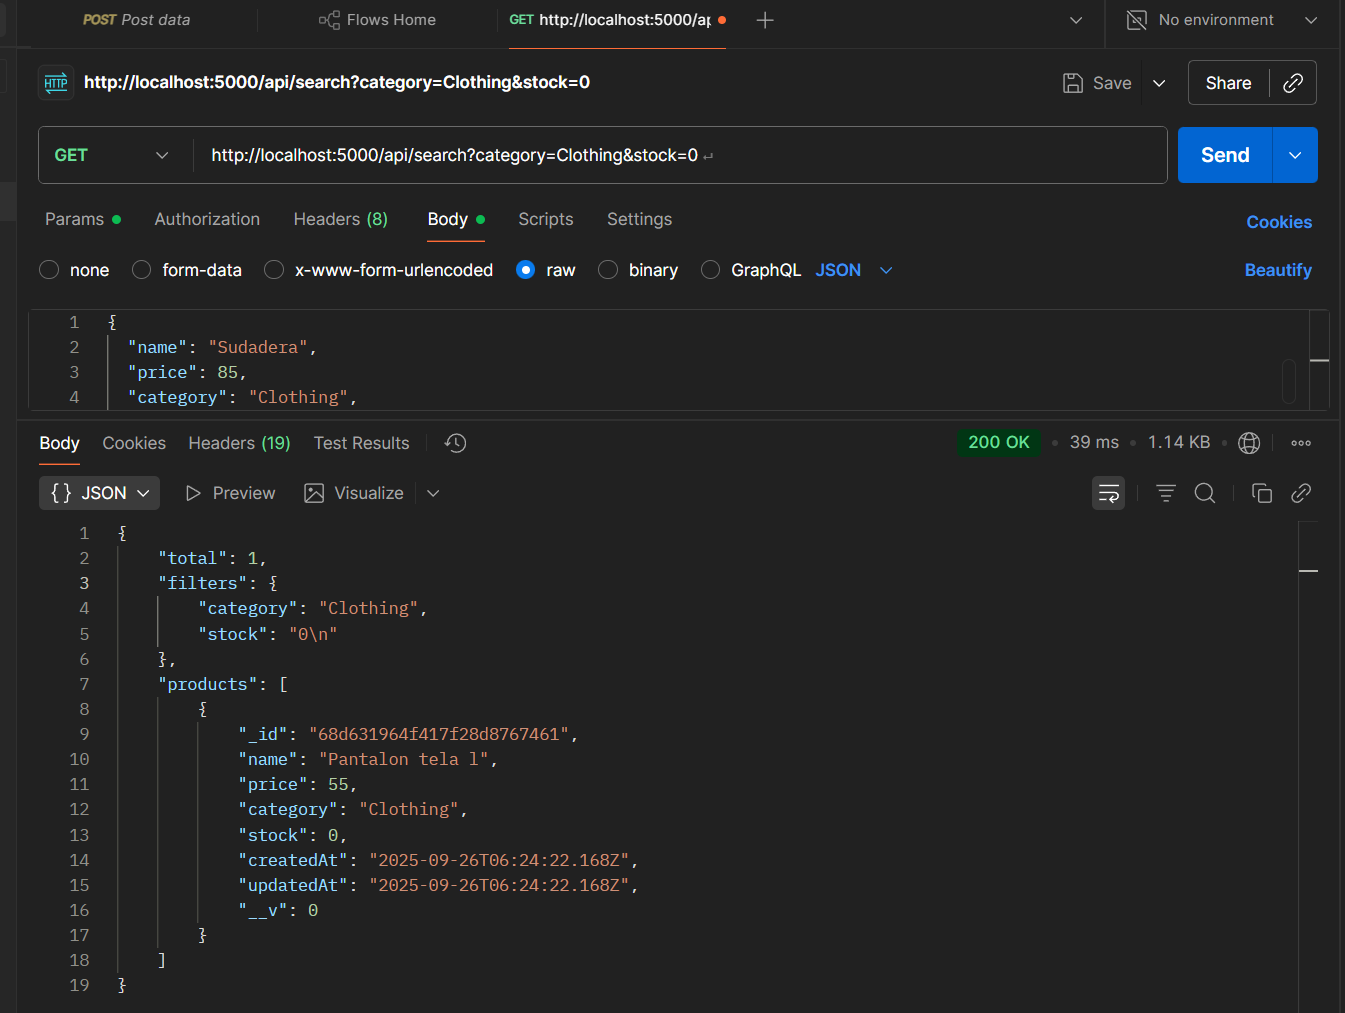 POST Post data
Flows Home
GET http://localhost:5000/ap
No environment
HTTP http://localhost:5000/api/search?category=Clothing&stock=0
Save
Share
GET
http://localhost:5000/api/search?category=Clothing&stock=0 ↵
Send
Params
Authorization
Headers (8)
Body
Scripts
Settings
Cookies
none
form-data
x-www-form-urlencoded
raw
binary
GraphQL
JSON
Beautify
1 {
2 "name": "Sudadera",
3 "price": 85,
4 "category": "Clothing",
Body
Cookies
Headers (19)
Test Results
200 OK
39 ms
1.14 KB
{} JSON
Preview
Visualize
1 {
2 "total": 1,
3 "filters": {
4 "category": "Clothing",
5 "stock": "0\n"
6 },
7 "products": [
8 {
9 "_id": "68d631964f417f28d8767461",
10 "name": "Pantalon tela l",
11 "price": 55,
12 "category": "Clothing",
13 "stock": 0,
14 "createdAt": "2025-09-26T06:24:22.168Z",
15 "updatedAt": "2025-09-26T06:24:22.168Z",
16 "__v": 0
17 }
18 ]
19 }